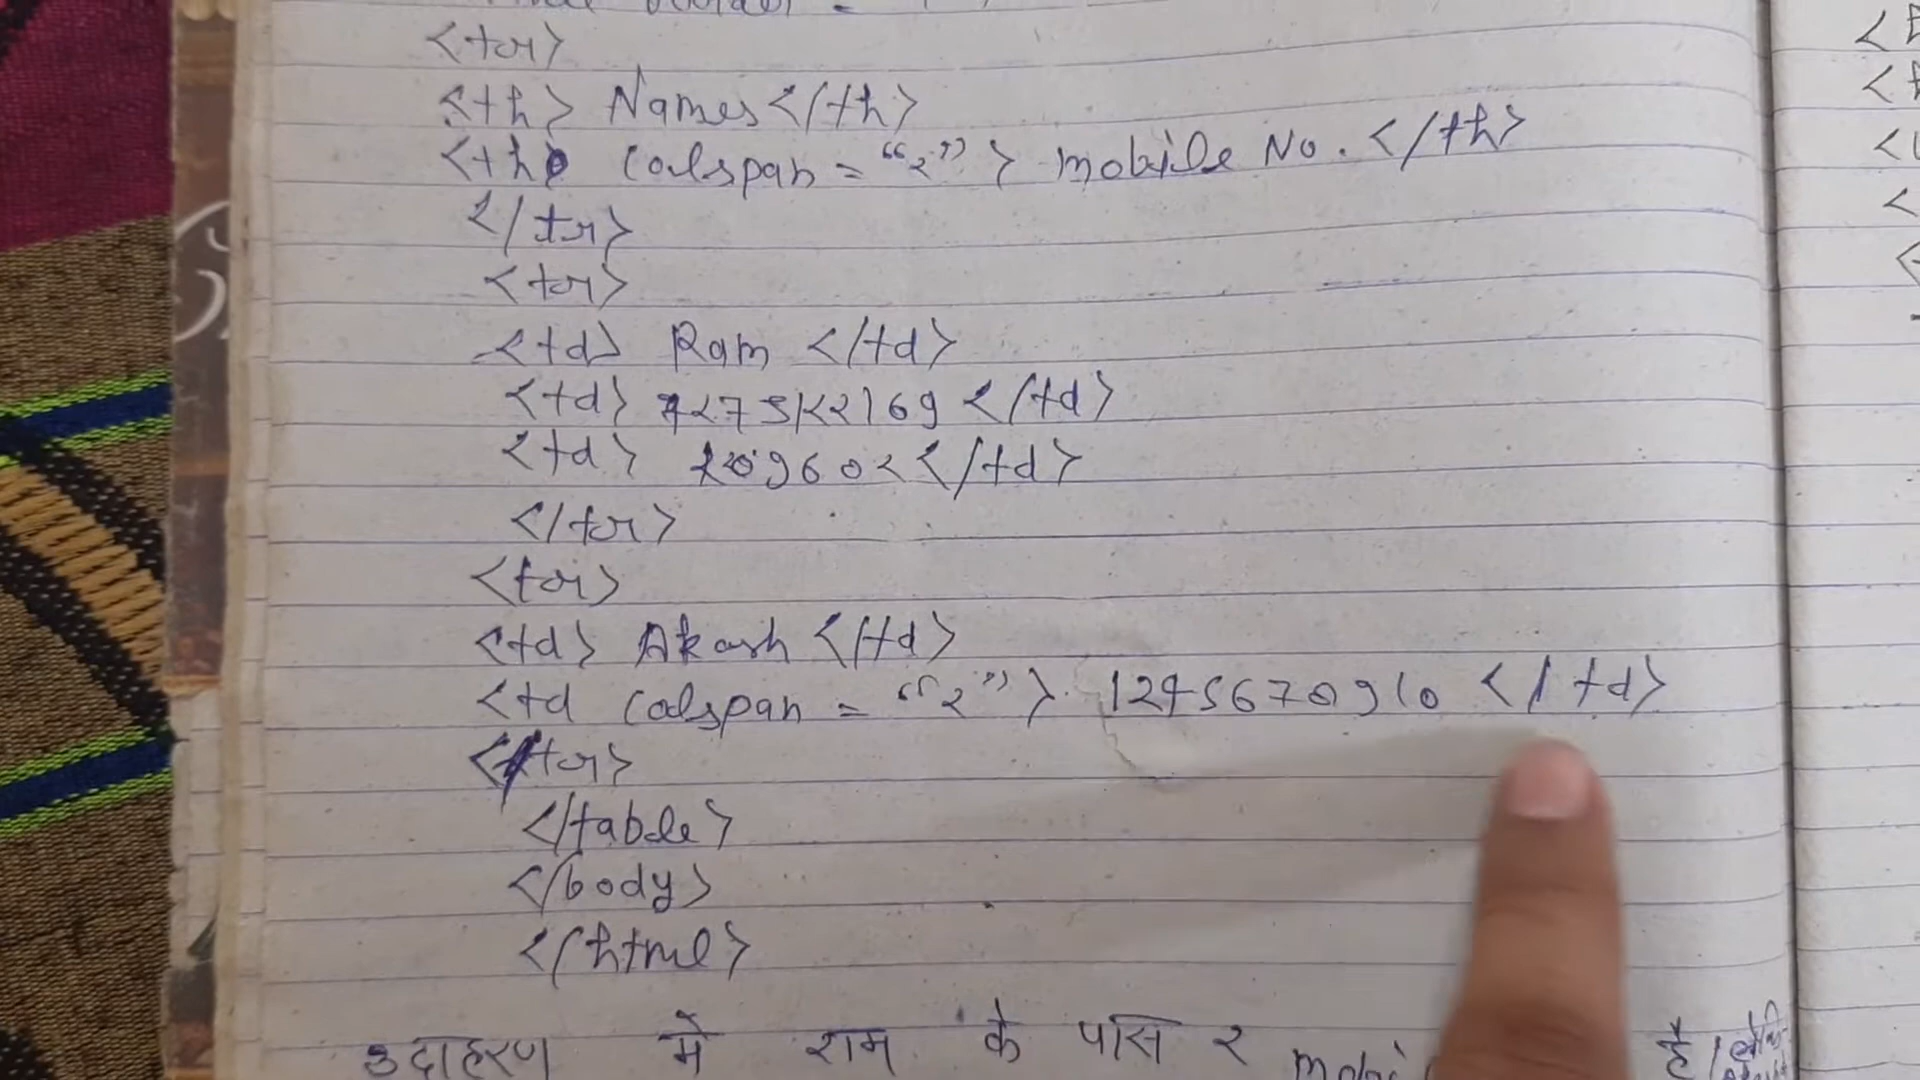 <tr>
<th> Names </th>
<th colspan = "2" > mobile No. </th>
</tr>
<tr>
<td> Ram </td>
<td> </td>
<td> 209602 </td>
</tr>
<tr>
<td> Akash </td>
<td colspan = "2" > 1245670910 </td>
</tr>
</table>
</body>
</html>
उदाहरण में राम के पास २ है